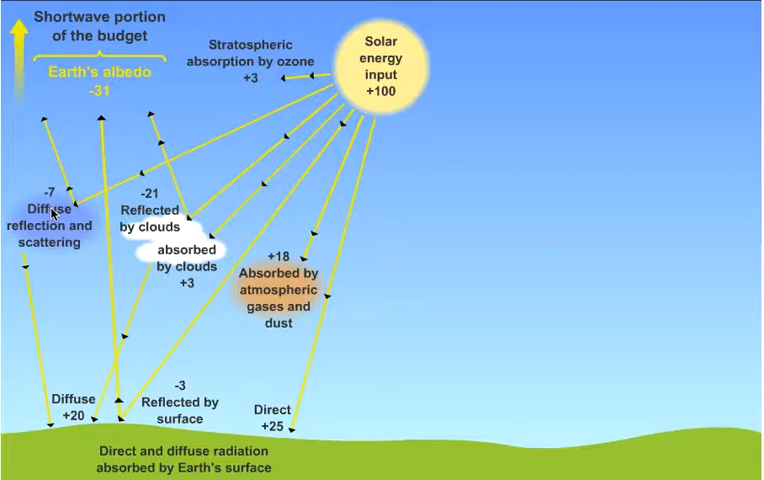 Shortwave portion
of the budget
Earth's albedo
-31
Stratospheric
absorption by ozone
+3
Solar
energy
input
+100
-7
Diffuse
reflection and
scattering
-21
Reflected
by clouds
absorbed
by clouds
+3
+18
Absorbed by
atmospheric
gases and
dust
Diffuse
+20
-3
Reflected by
surface
Direct
+25
Direct and diffuse radiation
absorbed by Earth's surface